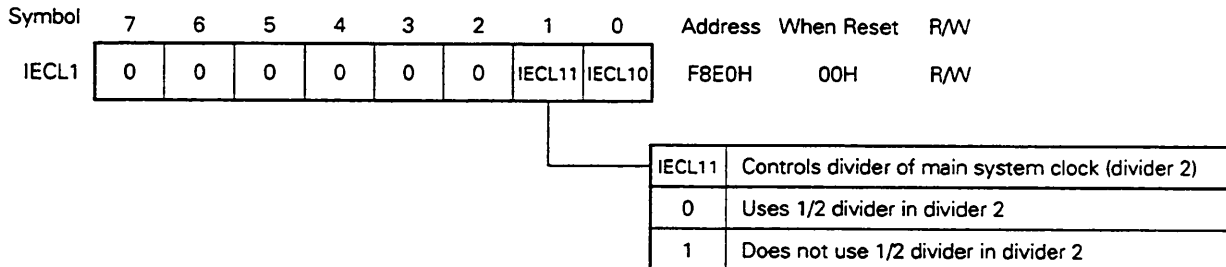 Symbol 7 6 5 4 3 2 1 0 Address When Reset R/W
IECL1 0 0 0 0 0 0 IECL11 IECL10 F8E0H 00H R/W
IECL11 Controls divider of main system clock (divider 2)
0 Uses 1/2 divider in divider 2
1 Does not use 1/2 divider in divider 2